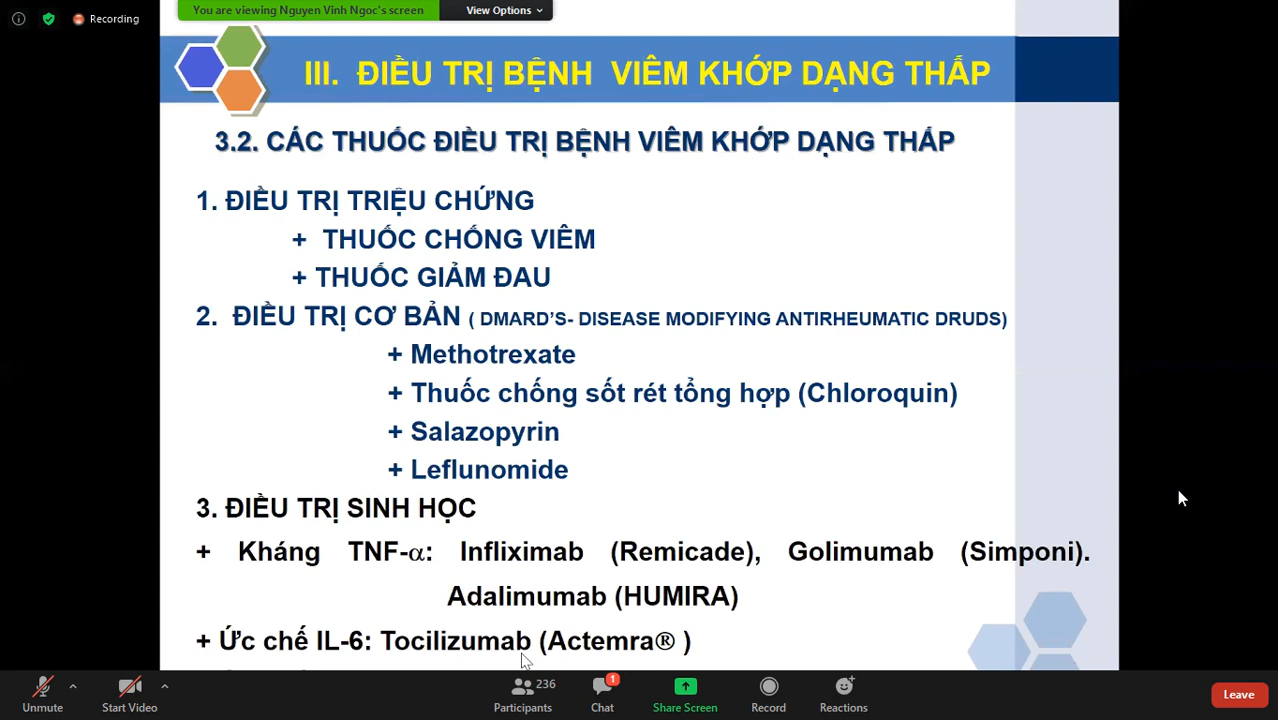 You are viewing Nguyen Vinh Ngoc's screen
View Options
Recording
III. ĐIỀU TRỊ BỆNH VIÊM KHỚP DẠNG THẤP
3.2. CÁC THUỐC ĐIỀU TRỊ BỆNH VIÊM KHỚP DẠNG THẤP
1. ĐIỀU TRỊ TRIỆU CHỨNG
+ THUỐC CHỐNG VIÊM
+ THUỐC GIẢM ĐAU
2. ĐIỀU TRỊ CƠ BẢN ( DMARD'S- DISEASE MODIFYING ANTIRHEUMATIC DRUDS)
+ Methotrexate
+ Thuốc chống sốt rét tổng hợp (Chloroquin)
+ Salazopyrin
+ Leflunomide
3. ĐIỀU TRỊ SINH HỌC
+ Kháng TNF-α: Infliximab (Remicade), Golimumab (Simponi).
Adalimumab (HUMIRA)
+ Ức chế IL-6: Tocilizumab (Actemra® )
236
1
Unmute
Start Video
Participants
Chat
Share Screen
Record
Reactions
Leave